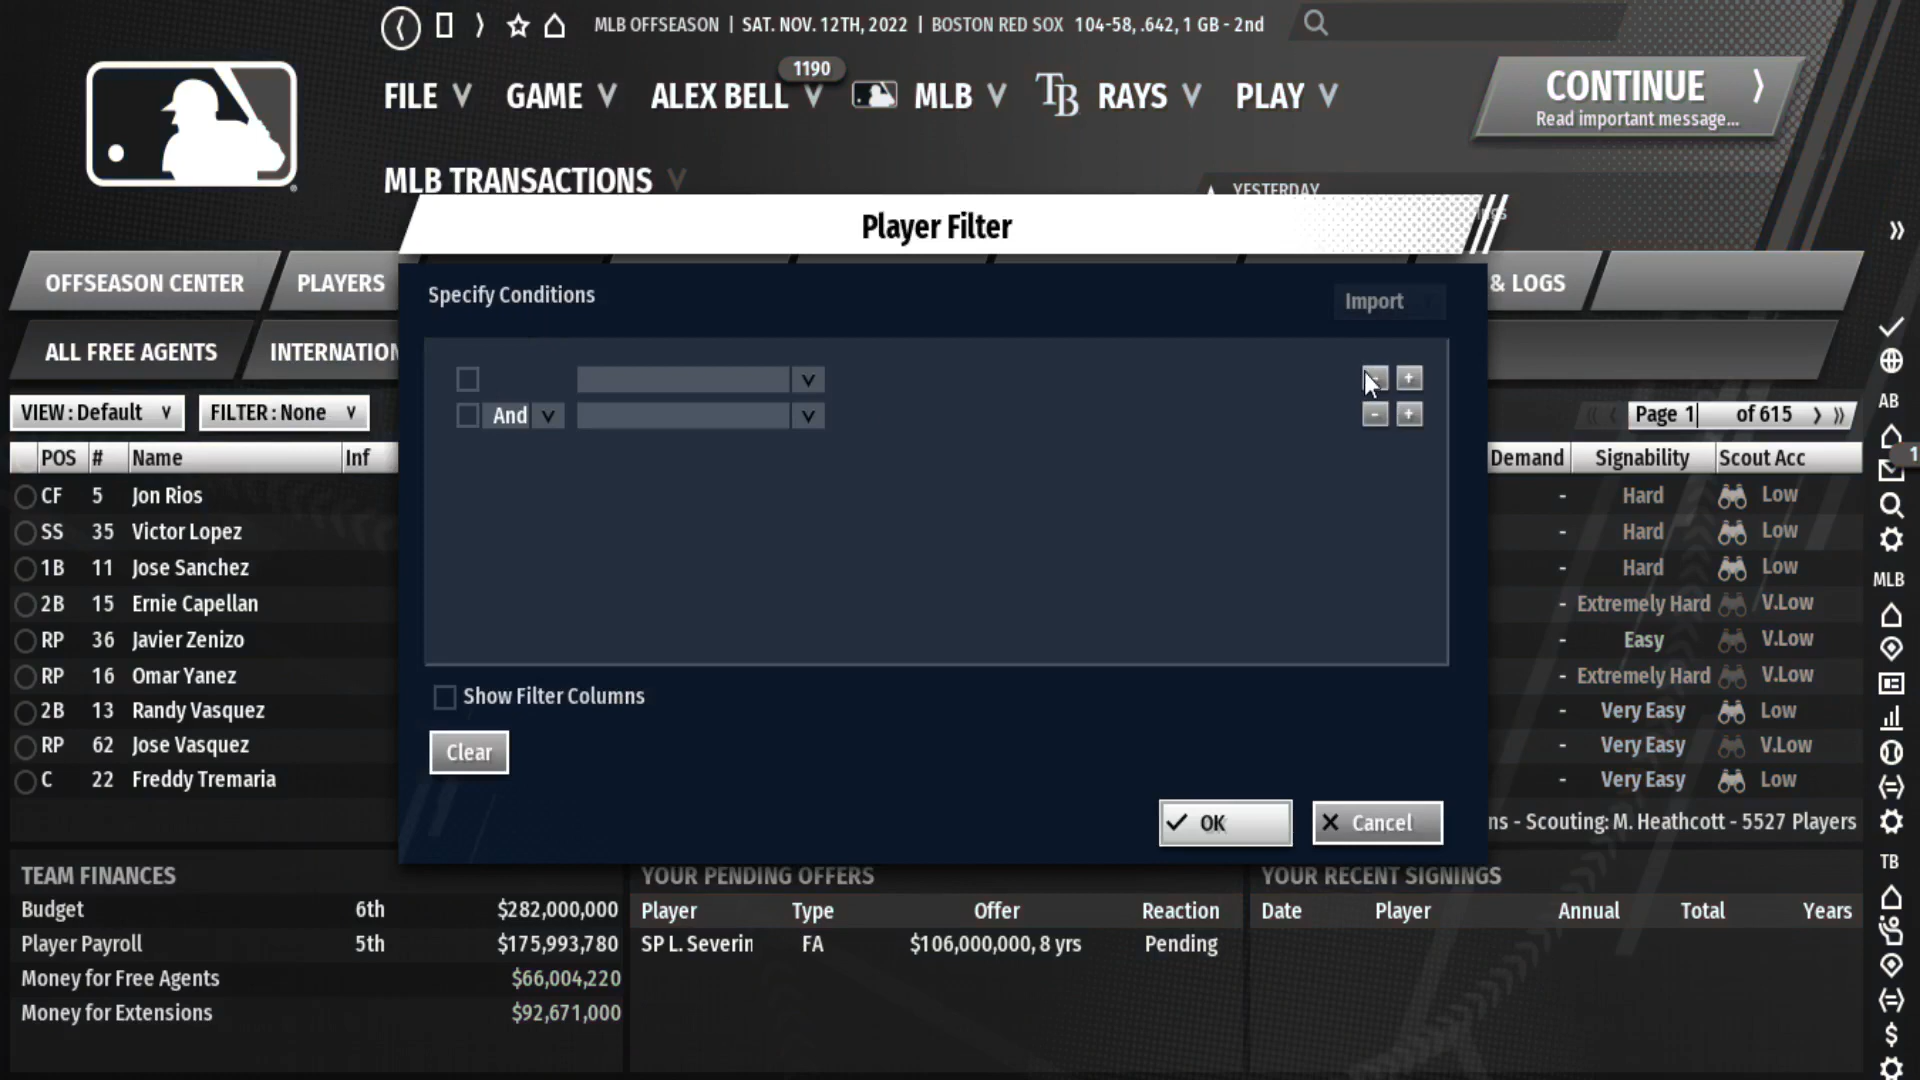 MLB OFFSEASON | SAT. NOV. 12TH, 2022 | BOSTON RED SOX 104-58, .642, 1 GB - 2nd
1190
FILE GAME ALEX BELL MLB TB RAYS PLAY
CONTINUE
Read important message...
MLB TRANSACTIONS
YESTERDAY
Player Filter
OFFSEASON CENTER PLAYERS & LOGS
Specify Conditions
Import
ALL FREE AGENTS INTERNATION
And
- +
VIEW : Default FILTER : None
Page 1 of 615
AB
POS # Name Inf Demand Signability Scout Acc
1
CF 5 Jon Rios - Hard Low
SS 35 Victor Lopez - Hard Low
1B 11 Jose Sanchez - Hard Low
MLB
2B 15 Ernie Capellan - Extremely Hard V.Low
RP 36 Javier Zenizo - Easy V.Low
RP 16 Omar Yanez - Extremely Hard V.Low
Show Filter Columns
2B 13 Randy Vasquez - Very Easy Low
RP 62 Jose Vasquez - Very Easy V.Low
Clear
C 22 Freddy Tremaria - Very Easy Low
OK Cancel
ns - Scouting: M. Heathcott - 5527 Players
TB
TEAM FINANCES
Budget 6th $282,000,000
Player Payroll 5th $175,993,780
Money for Free Agents $66,004,220
Money for Extensions $92,671,000
YOUR PENDING OFFERS
Player Type Offer Reaction
SP L. Severin FA $106,000,000, 8 yrs Pending
YOUR RECENT SIGNINGS
Date Player Annual Total Years